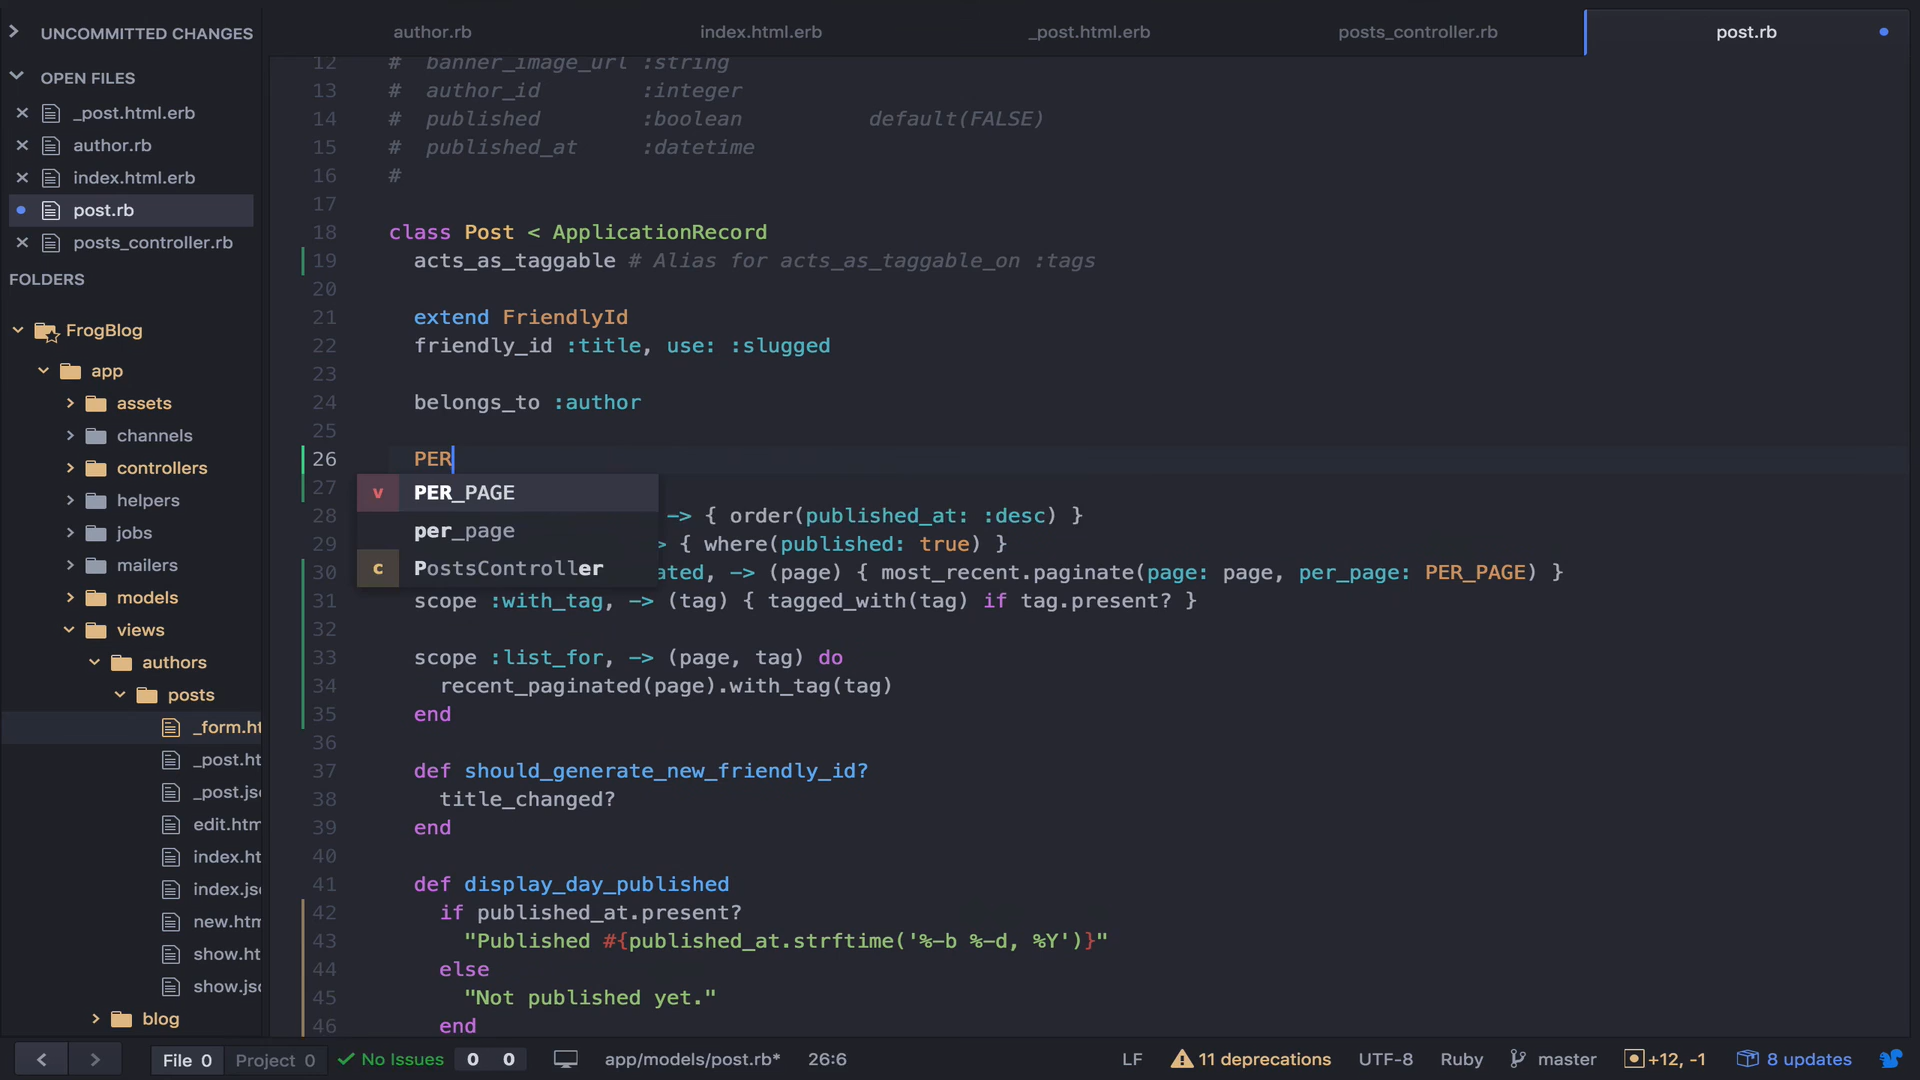 UNCOMMITTED CHANGES
OPEN FILES
_post.html.erb
author.rb
index.html.erb
post.rb
posts_controller.rb
FOLDERS
FrogBlog
app
assets
channels
controllers
helpers
jobs
mailers
models
views
authors
posts
_form.ht
_post.ht
_post.jso
edit.htm
index.ht
index.jso
new.htm
show.ht
show.jso
blog
author.rb
index.html.erb
_post.html.erb
posts_controller.rb
post.rb
12 # banner_image_url :string
13 # author_id :integer
14 # published :boolean default(FALSE)
15 # published_at :datetime
16 #
17
18 class Post < ApplicationRecord
19 acts_as_taggable # Alias for acts_as_taggable_on :tags
20
21 extend FriendlyId
22 friendly_id :title, use: :slugged
23
24 belongs_to :author
25
26 PER
27
v PER_PAGE
per_page
c PostsController
28 -> { order(published_at: :desc) }
29 > { where(published: true) }
30 ated, -> (page) { most_recent.paginate(page: page, per_page: PER_PAGE) }
31 scope :with_tag, -> (tag) { tagged_with(tag) if tag.present? }
32
33 scope :list_for, -> (page, tag) do
34 recent_paginated(page).with_tag(tag)
35 end
36
37 def should_generate_new_friendly_id?
38 title_changed?
39 end
40
41 def display_day_published
42 if published_at.present?
43 "Published #{published_at.strftime('%-b %-d, %Y')}"
44 else
45 "Not published yet."
46 end
File 0 Project 0 No Issues 0 0 app/models/post.rb* 26:6 LF 11 deprecations UTF-8 Ruby master +12, -1 8 updates